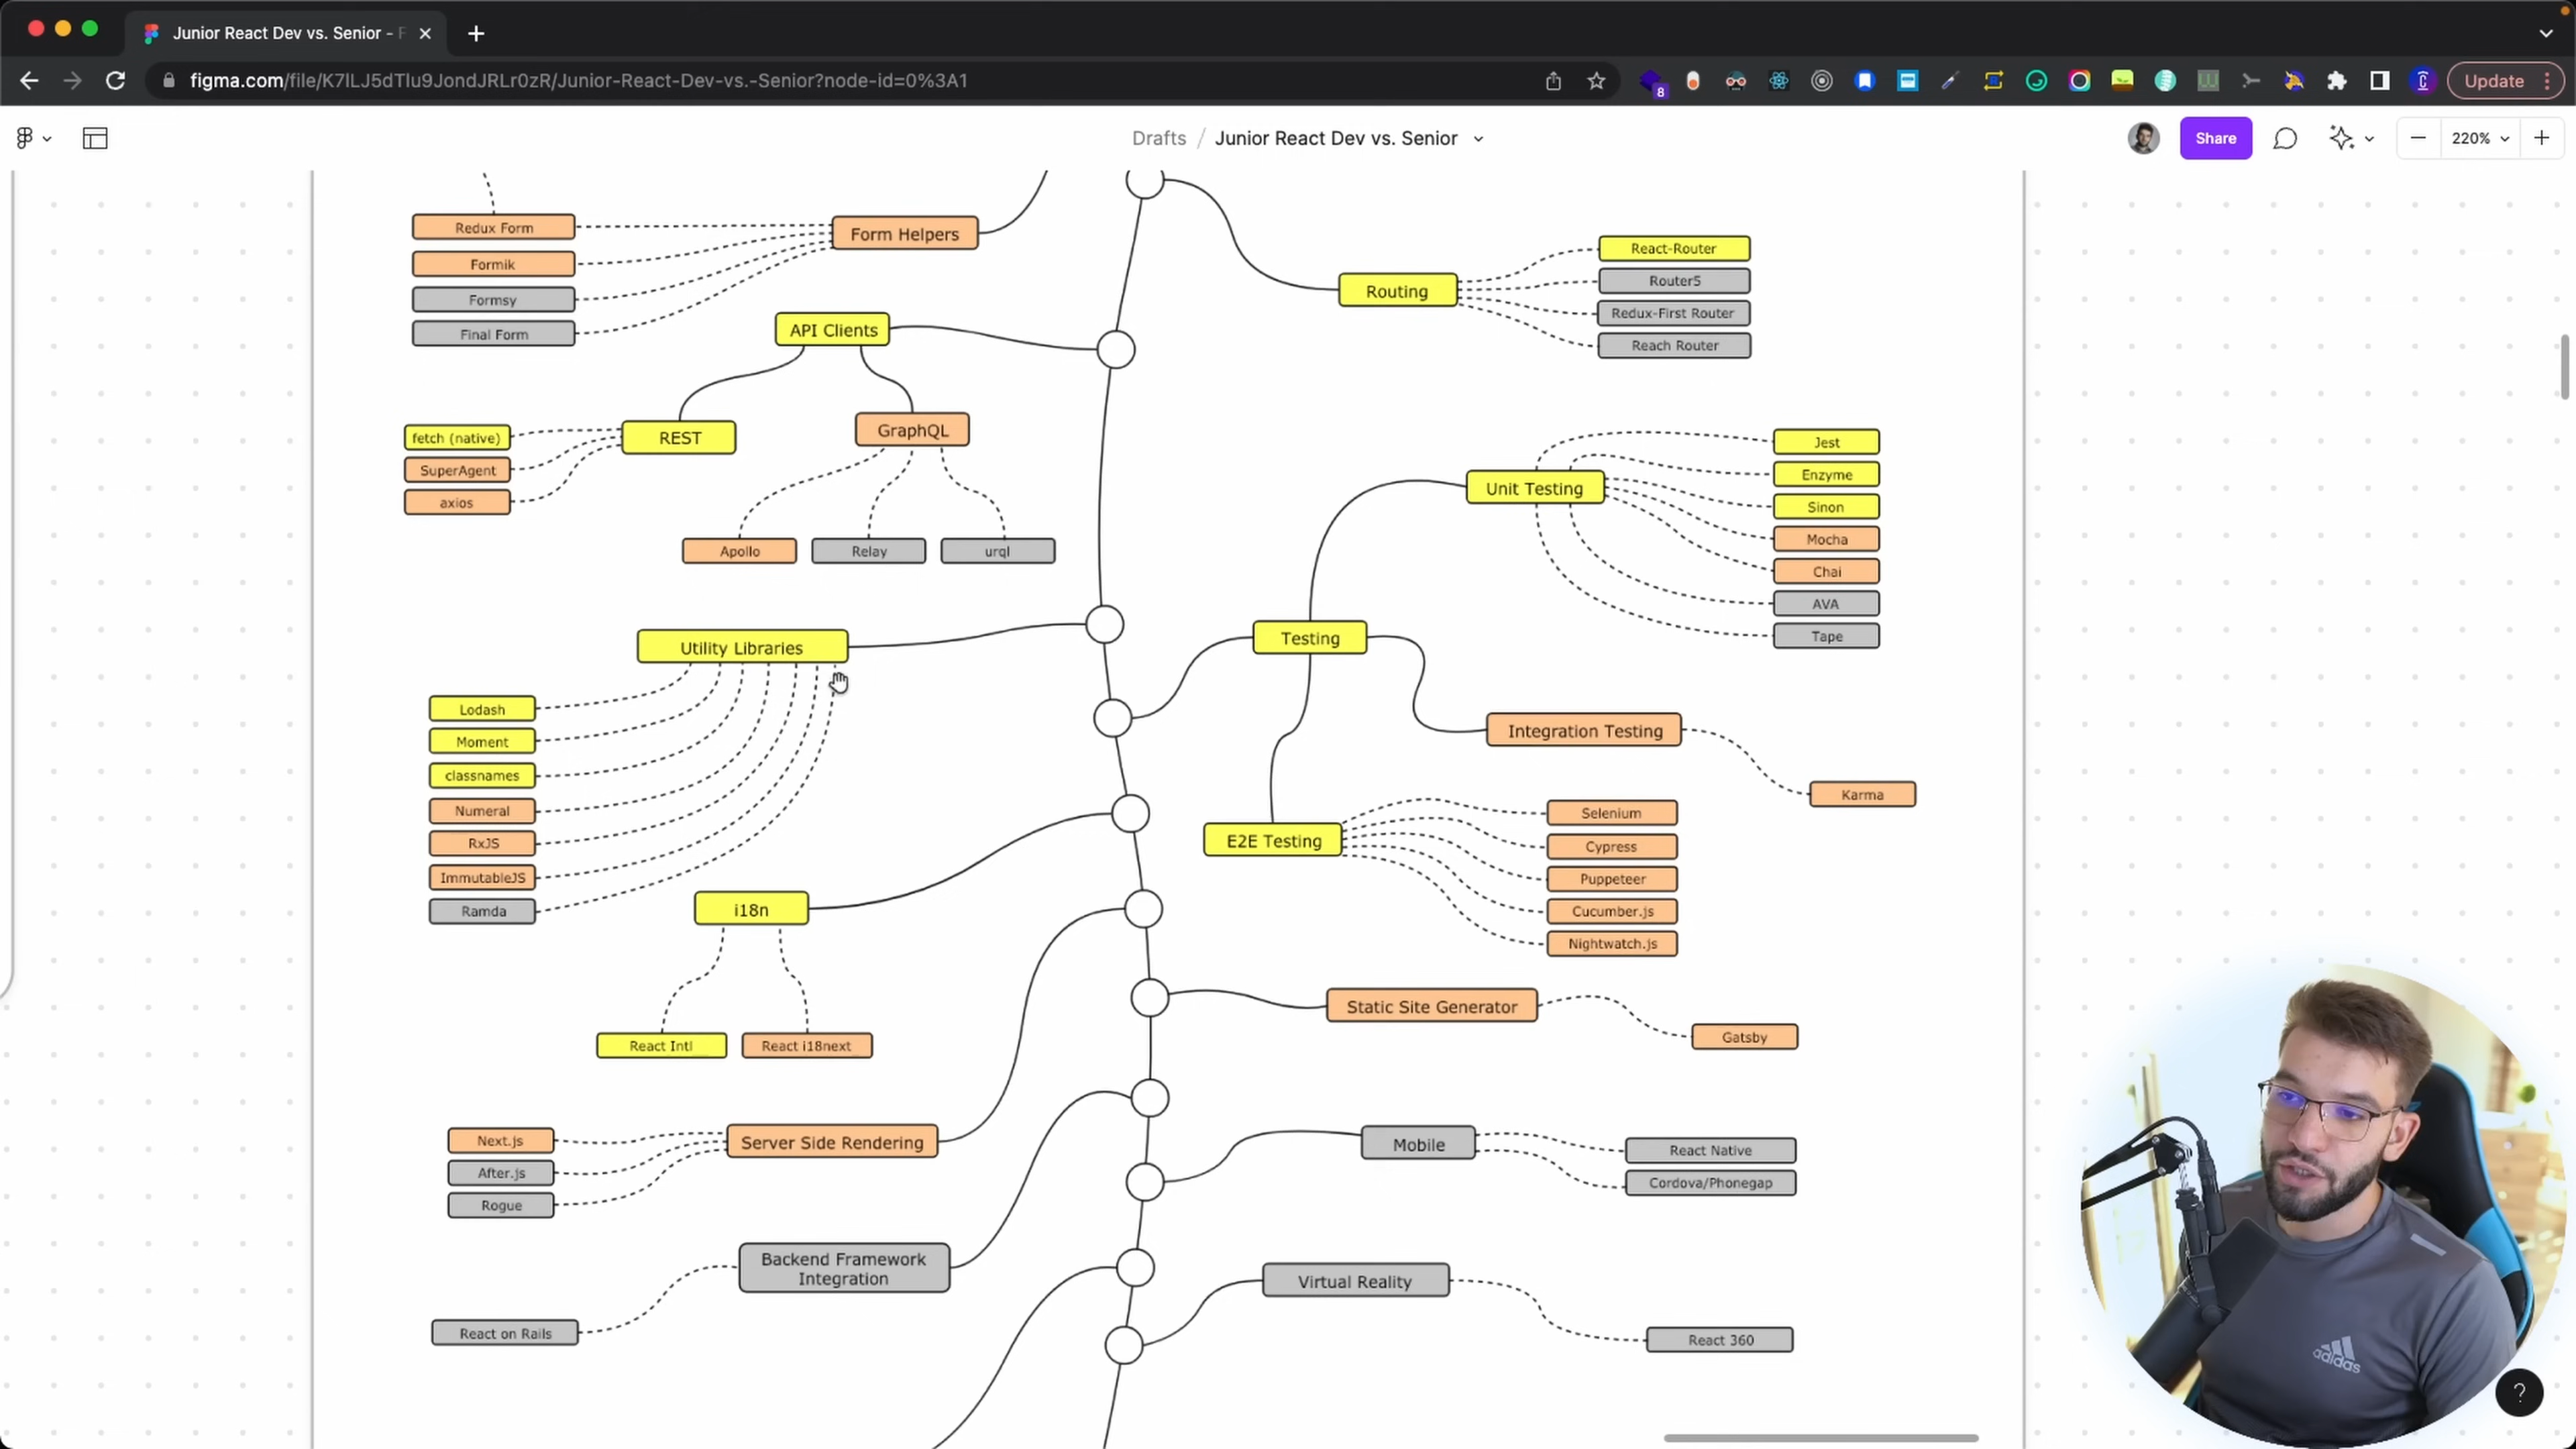 Junior React Dev vs. Senior - F
figma.com/file/K7lLJ5dTlu9JondJRLr0zR/Junior-React-Dev-vs.-Senior?node-id=0%3A1
8
Update
Drafts / Junior React Dev vs. Senior
Share
220%
Redux Form
Formik
Formsy
Final Form
Form Helpers
API Clients
REST
GraphQL
fetch (native)
SuperAgent
axios
Apollo
Relay
urql
Utility Libraries
Lodash
Moment
classnames
Numeral
RxJS
ImmutableJS
Ramda
i18n
React Intl
React i18next
Server Side Rendering
Next.js
After.js
Rogue
Backend Framework
Integration
React on Rails
Routing
React-Router
Router5
Redux-First Router
Reach Router
Testing
Unit Testing
Jest
Enzyme
Sinon
Mocha
Chai
AVA
Tape
Integration Testing
Karma
E2E Testing
Selenium
Cypress
Puppeteer
Cucumber.js
Nightwatch.js
Static Site Generator
Gatsby
Mobile
React Native
Cordova/Phonegap
Virtual Reality
React 360
adidas
?